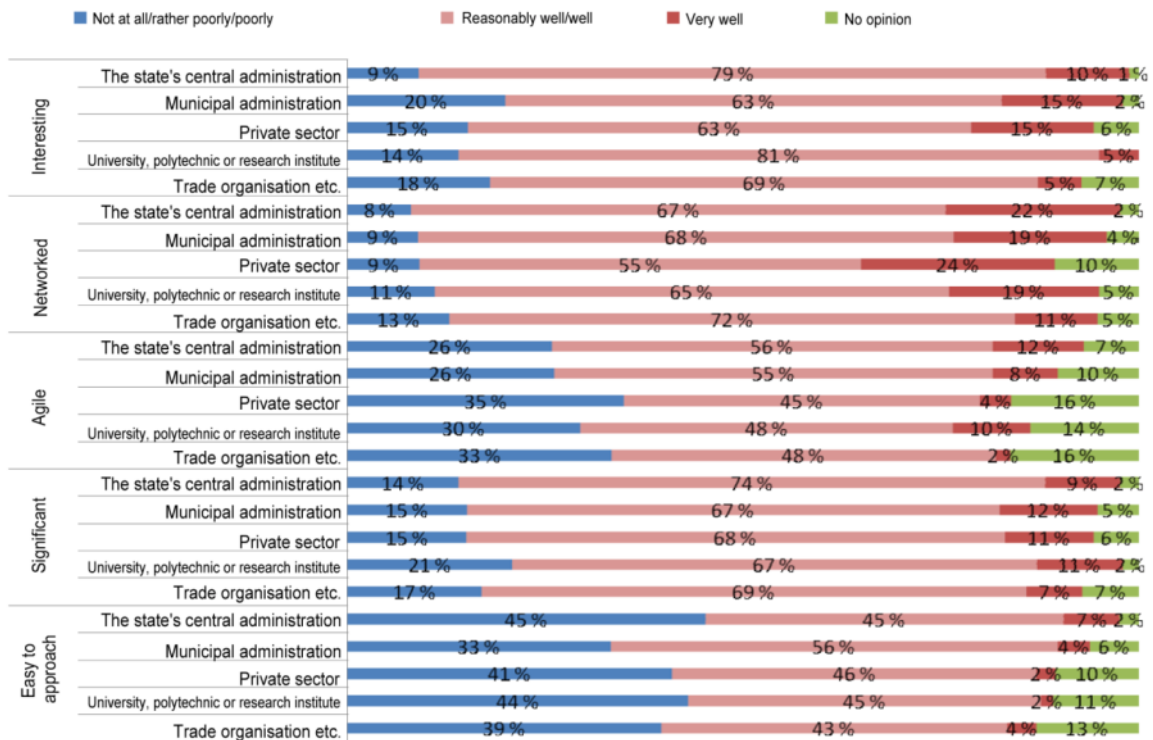 Not at all/rather poorly/poorly Reasonably well/well Very well No opinion
Interesting
The state's central administration 9 % 79 % 10 % 1 %
Municipal administration 20 % 63 % 15 % 2 %
Private sector 15 % 63 % 15 % 6 %
University, polytechnic or research institute 14 % 81 % 5 %
Trade organisation etc. 18 % 69 % 5 % 7 %
Networked
The state's central administration 8 % 67 % 22 % 2 %
Municipal administration 9 % 68 % 19 % 4 %
Private sector 9 % 55 % 24 % 10 %
University, polytechnic or research institute 11 % 65 % 19 % 5 %
Trade organisation etc. 13 % 72 % 11 % 5 %
Agile
The state's central administration 26 % 56 % 12 % 7 %
Municipal administration 26 % 55 % 8 % 10 %
Private sector 35 % 45 % 4 % 16 %
University, polytechnic or research institute 30 % 48 % 10 % 14 %
Trade organisation etc. 33 % 48 % 2 % 16 %
Significant
The state's central administration 14 % 74 % 9 % 2 %
Municipal administration 15 % 67 % 12 % 5 %
Private sector 15 % 68 % 11 % 6 %
University, polytechnic or research institute 21 % 67 % 11 % 2 %
Trade organisation etc. 17 % 69 % 7 % 7 %
Easy to
approach
The state's central administration 45 % 45 % 7 % 2 %
Municipal administration 33 % 56 % 4 % 6 %
Private sector 41 % 46 % 2 % 10 %
University, polytechnic or research institute 44 % 45 % 2 % 11 %
Trade organisation etc. 39 % 43 % 4 % 13 %